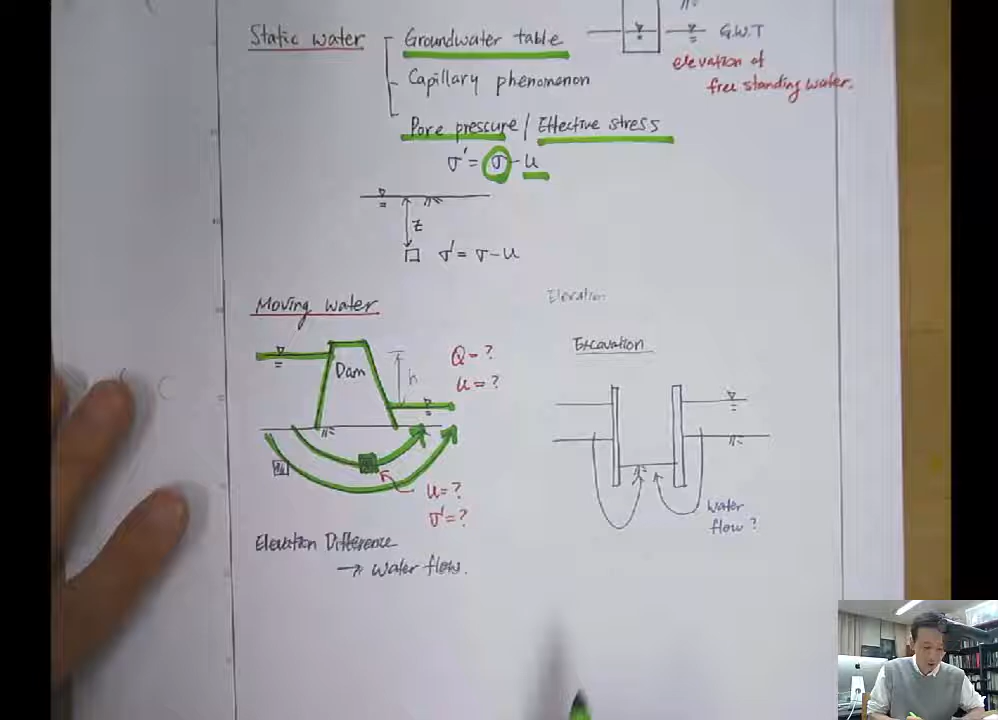 Static water
Groundwater table
Capillary phenomenon
Pore pressure / Effective stress
σ' = σ - u
G.W.T
elevation of
free standing water.
z
σ' = σ - u
Moving water
Dam
h
Q = ?
u = ?
u = ?
σ' = ?
Elevation Difference
→ water flow.
Elevation
Excavation
water
flow ?